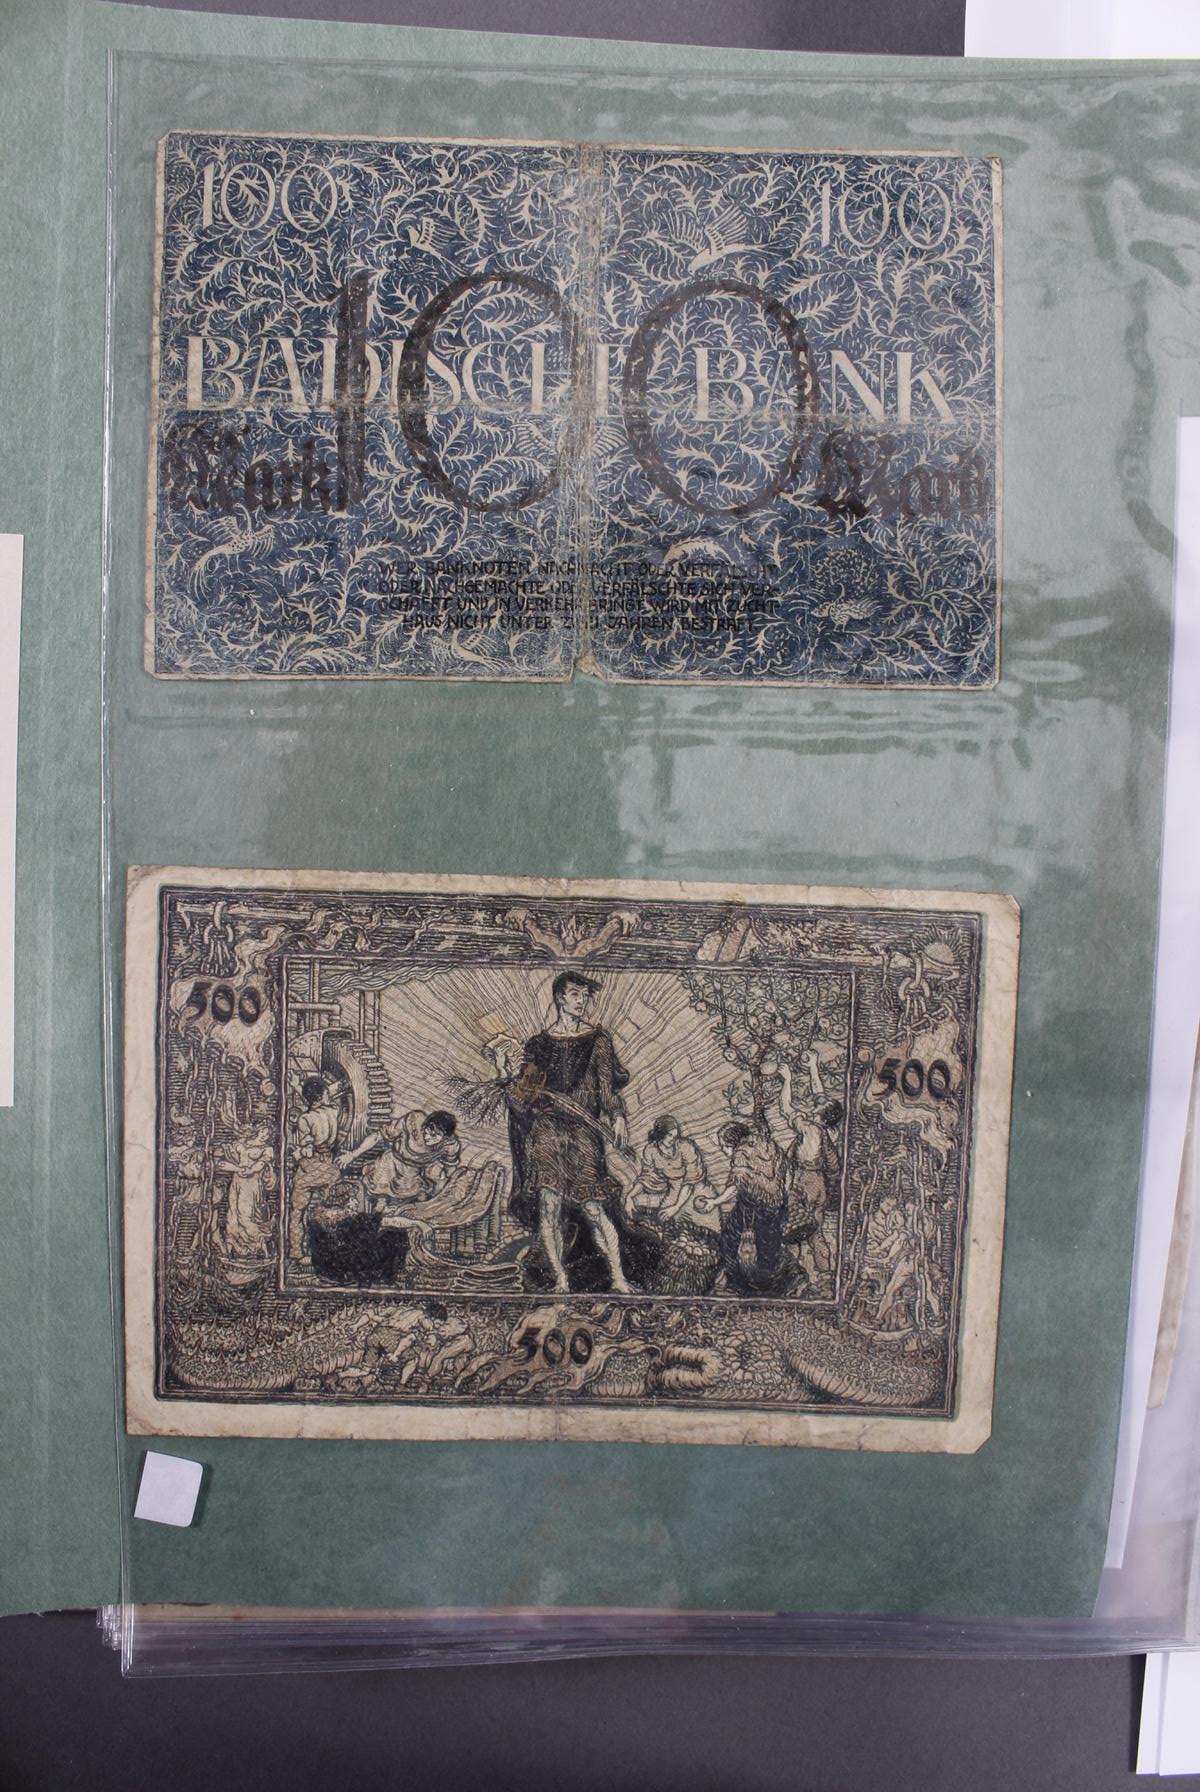 100 100
100
BADISCHE BANK
Mark Mark
WER BANKNOTEN NACHMACHT ODER VERFÄLSCHT
ODER NACHGEMACHTE ODER VERFÄLSCHTE SICH VER-
SCHAFFT UND IN VERKEHR BRINGT, WIRD MIT ZUCHT-
HAUS NICHT UNTER ZWEI JAHREN BESTRAFT
500
500
500